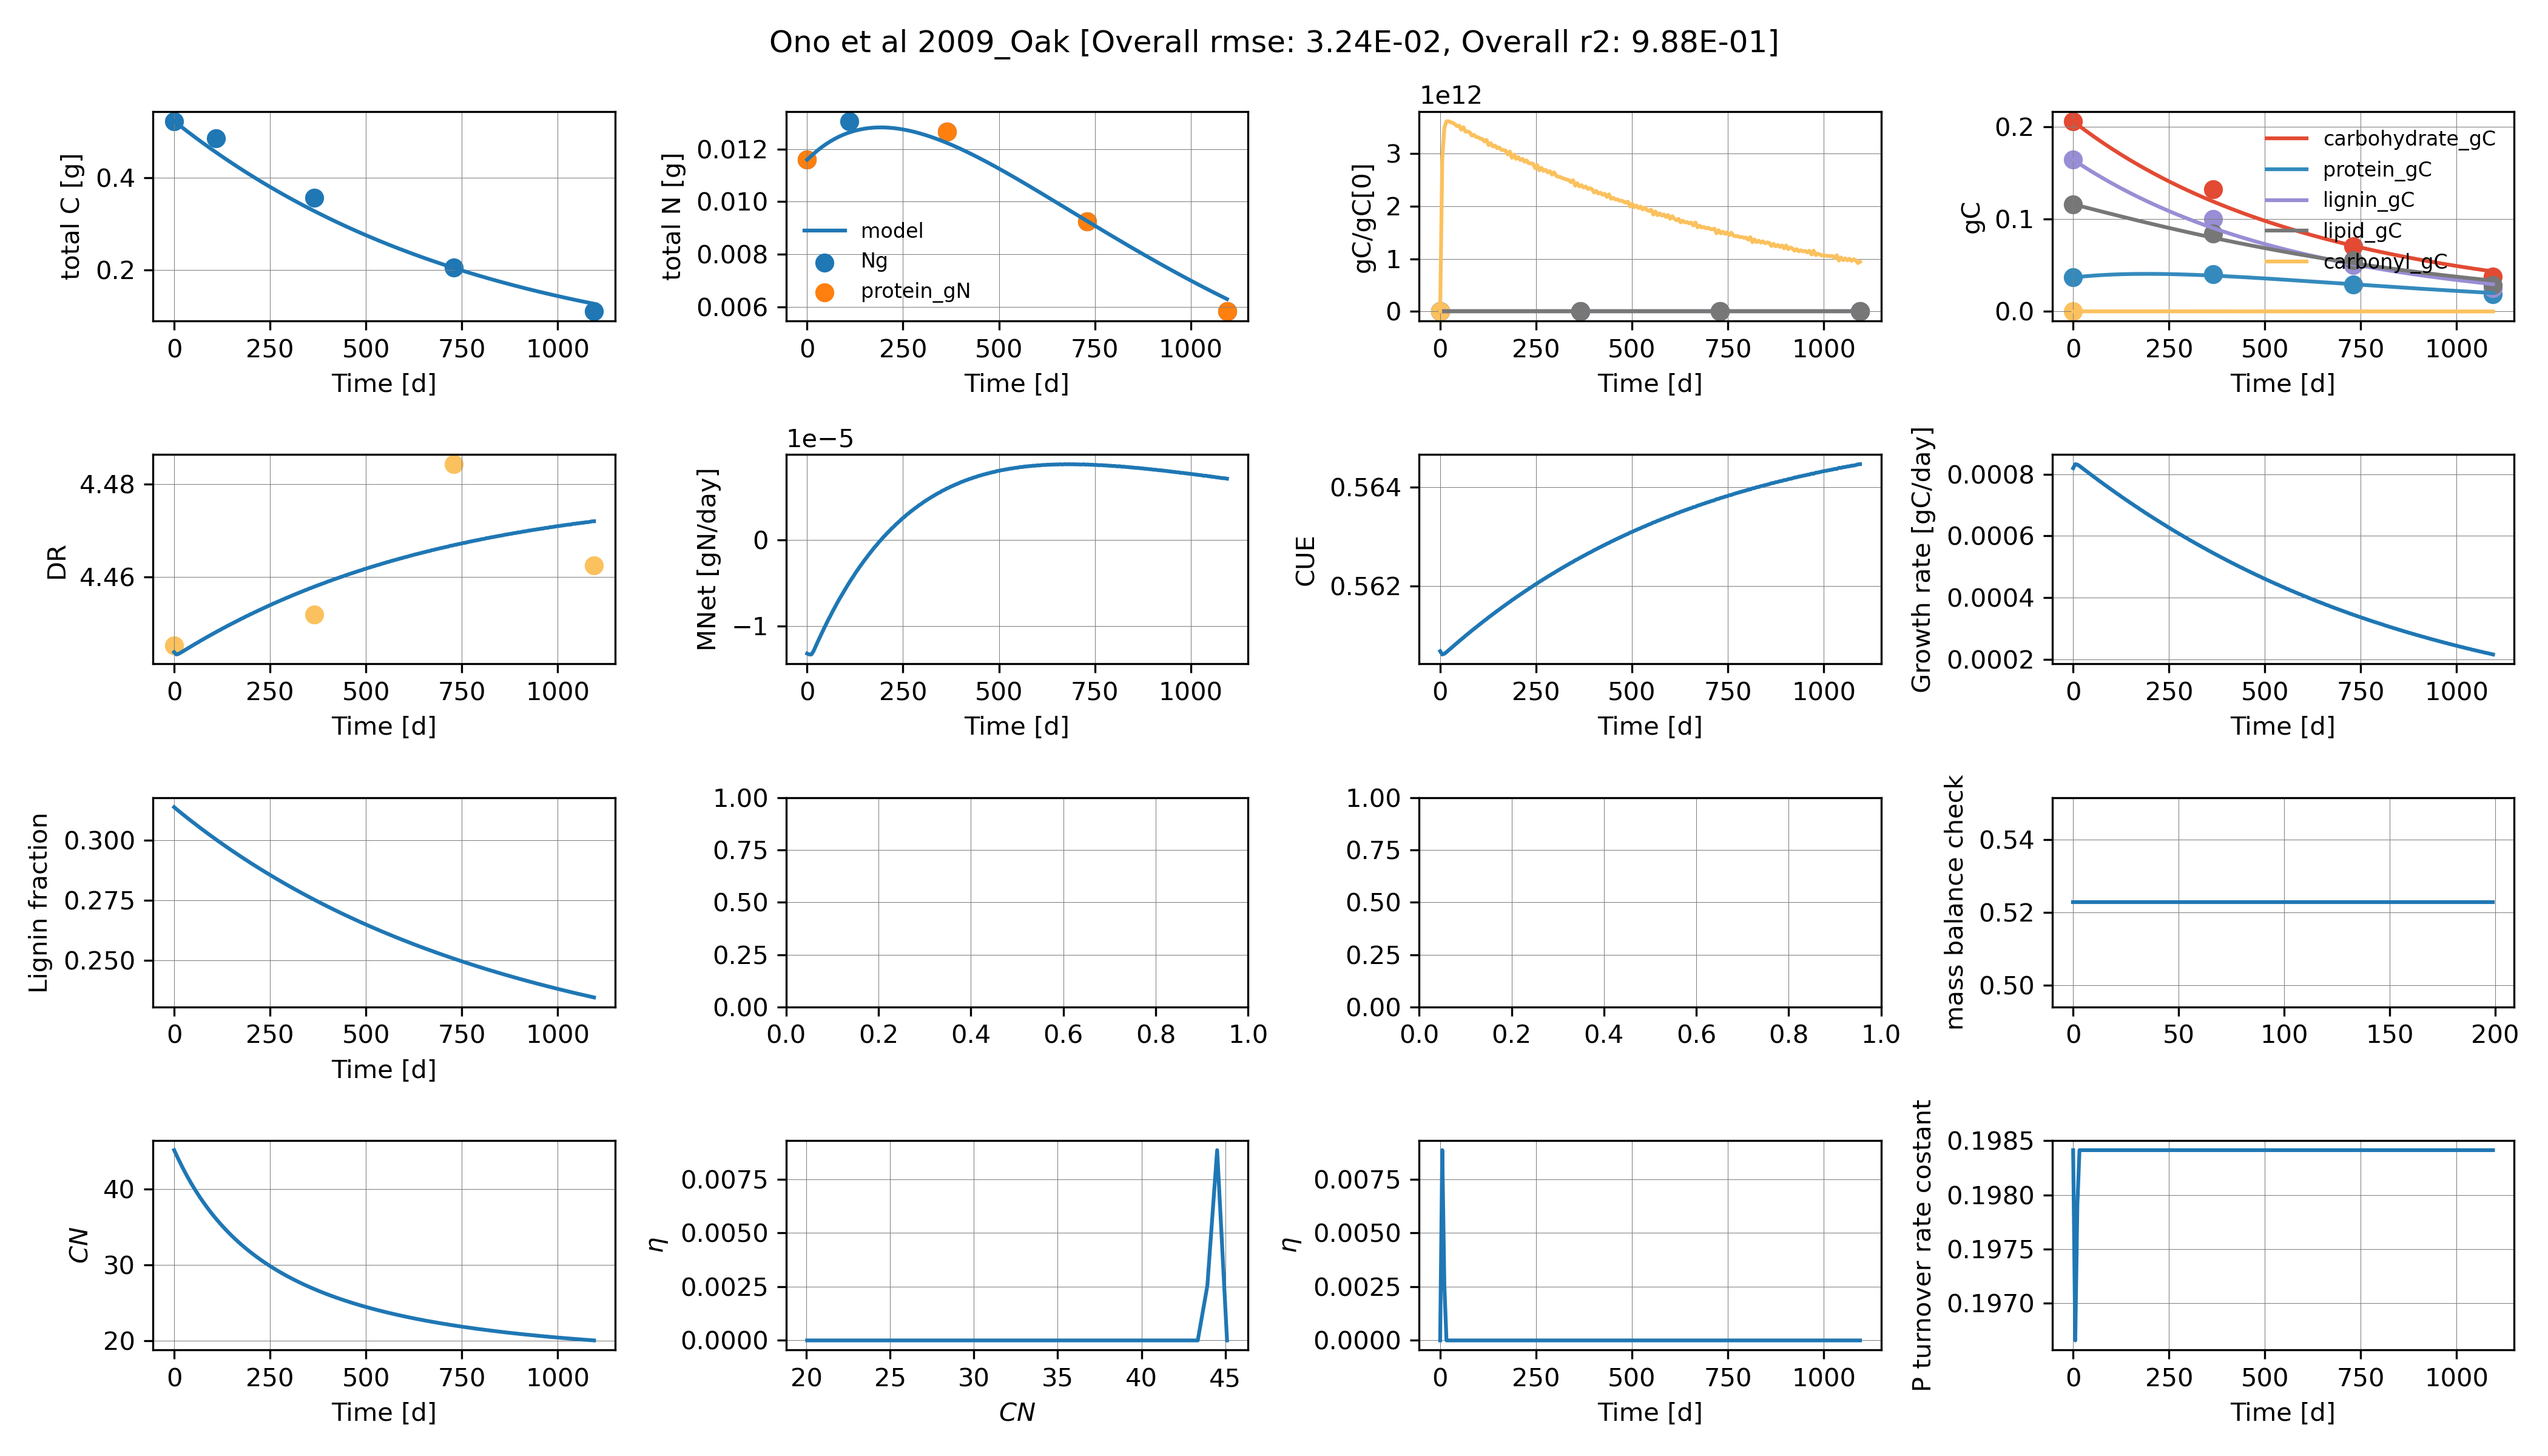 Ono et al 2009_Oak [Overall rmse: 3.24E-02, Overall r2: 9.88E-01]
total C [g]
0.4
0.2
0 250 500 750 1000
Time [d]
total N [g]
0.012
0.010
0.008
0.006
model
Ng
protein_gN
0 250 500 750 1000
Time [d]
1e12
gC/gC[0]
3
2
1
0
0 250 500 750 1000
Time [d]
gC
0.2
0.1
0.0
carbohydrate_gC
protein_gC
lignin_gC
lipid_gC
carbonyl_gC
0 250 500 750 1000
Time [d]
DR
4.48
4.46
0 250 500 750 1000
Time [d]
1e−5
MNet [gN/day]
0
−1
0 250 500 750 1000
Time [d]
CUE
0.564
0.562
0 250 500 750 1000
Time [d]
Growth rate [gC/day]
0.0008
0.0006
0.0004
0.0002
0 250 500 750 1000
Time [d]
Lignin fraction
0.300
0.275
0.250
0 250 500 750 1000
Time [d]
1.00
0.75
0.50
0.25
0.00
0.0 0.2 0.4 0.6 0.8 1.0
1.00
0.75
0.50
0.25
0.00
0.0 0.2 0.4 0.6 0.8 1.0
mass balance check
0.54
0.52
0.50
0 50 100 150 200
CN
40
30
20
0 250 500 750 1000
Time [d]
η
0.0075
0.0050
0.0025
0.0000
20 25 30 35 40 45
CN
η
0.0075
0.0050
0.0025
0.0000
0 250 500 750 1000
Time [d]
P turnover rate costant
0.1985
0.1980
0.1975
0.1970
0 250 500 750 1000
Time [d]